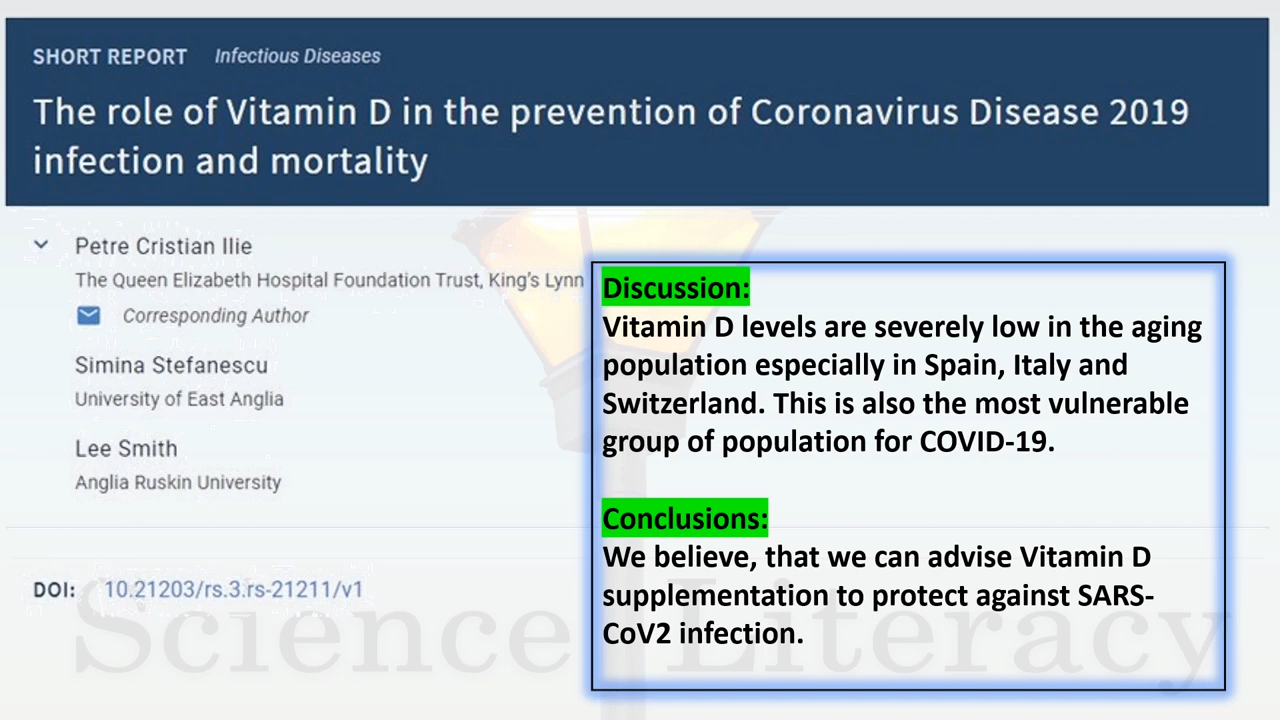 SHORT REPORT Infectious Diseases
The role of Vitamin D in the prevention of Coronavirus Disease 2019
infection and mortality
Petre Cristian Ilie
The Queen Elizabeth Hospital Foundation Trust, King's Lynn
Corresponding Author
Simina Stefanescu
University of East Anglia
Lee Smith
Anglia Ruskin University
DOI: 10.21203/rs.3.rs-21211/v1
Discussion:
Vitamin D levels are severely low in the aging
population especially in Spain, Italy and
Switzerland. This is also the most vulnerable
group of population for COVID-19.
Conclusions:
We believe, that we can advise Vitamin D
supplementation to protect against SARS-
CoV2 infection.
Science Literacy